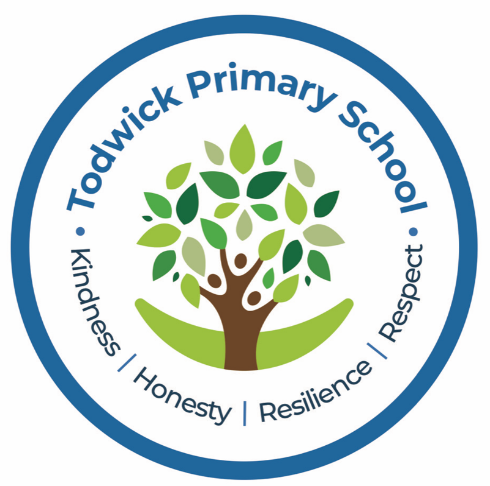 Todwick Primary School
Kindness | Honesty | Resilience | Respect